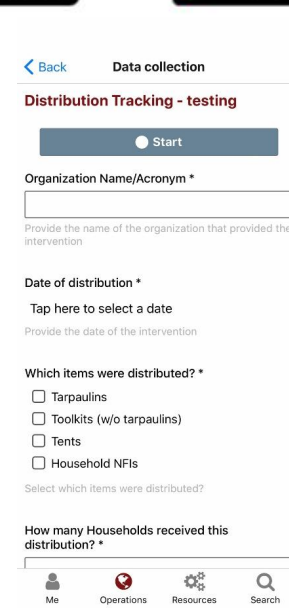 Back Data collection
Distribution Tracking - testing
Start
Organization Name/Acronym *
Provide the name of the organization that provided the
intervention
Date of distribution *
Tap here to select a date
Provide the date of the intervention
Which items were distributed? *
Tarpaulins
Toolkits (w/o tarpaulins)
Tents
Household NFIs
Select which items were distributed?
How many Households received this
distribution? *
Me Operations Resources Search